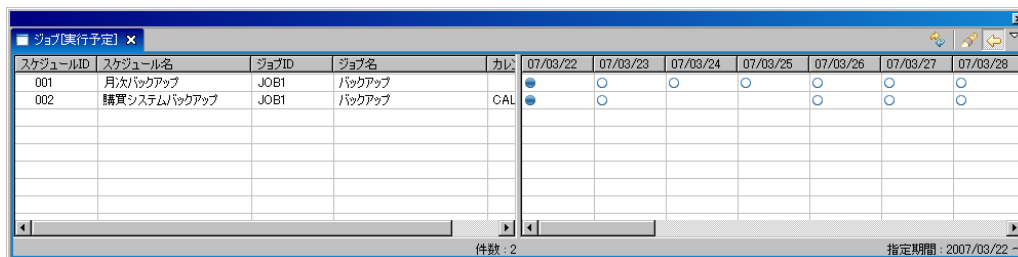 ジョブ[実行予定]
スケジュールID スケジュール名 ジョブID ジョブ名 カレン 07/03/22 07/03/23 07/03/24 07/03/25 07/03/26 07/03/27 07/03/28
001 月次バックアップ JOB1 バックアップ
002 購買システムバックアップ JOB1 バックアップ CAL
件数 : 2 指定期間 : 2007/03/22 ~